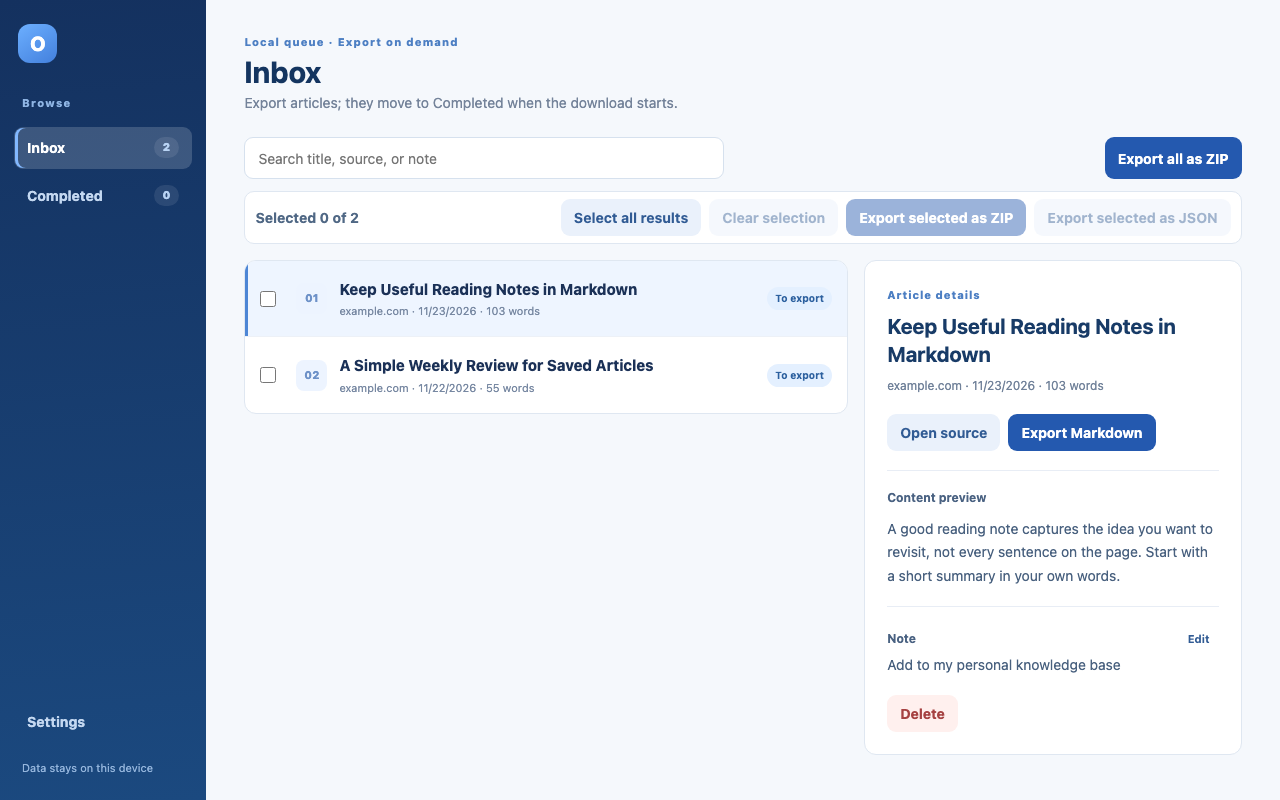 O
Browse
Inbox 2
Completed 0
Settings
Data stays on this device
Local queue · Export on demand
Inbox
Export articles; they move to Completed when the download starts.
Search title, source, or note
Export all as ZIP
Selected 0 of 2
Select all results
Clear selection
Export selected as ZIP
Export selected as JSON
01
Keep Useful Reading Notes in Markdown
example.com · 11/23/2026 · 103 words
To export
02
A Simple Weekly Review for Saved Articles
example.com · 11/22/2026 · 55 words
To export
Article details
Keep Useful Reading Notes in
Markdown
example.com · 11/23/2026 · 103 words
Open source
Export Markdown
Content preview
A good reading note captures the idea you want to
revisit, not every sentence on the page. Start with
a short summary in your own words.
Note
Edit
Add to my personal knowledge base
Delete